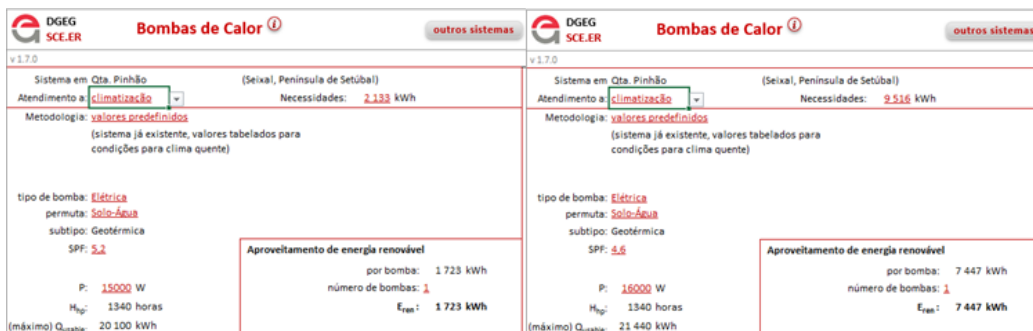 DGEG
SCE.ER
Bombas de Calor i
outros sistemas
v 1.7.0
Sistema em Qta. Pinhão (Seixal, Península de Setúbal)
Atendimento a: climatização Necessidades: 2 133 kWh
Metodologia: valores predefinidos
(sistema já existente, valores tabelados para
condições para clima quente)
tipo de bomba: Elétrica
permuta: Solo-Água
subtipo: Geotérmica
SPF: 5,2
Aproveitamento de energia renovável
por bomba: 1 723 kWh
P: 15000 W
número de bombas: 1
Hhp: 1340 horas
Eren: 1 723 kWh
(máximo) Qusable: 20 100 kWh
DGEG
SCE.ER
Bombas de Calor i
outros sistemas
v 1.7.0
Sistema em Qta. Pinhão (Seixal, Península de Setúbal)
Atendimento a: climatização Necessidades: 9 516 kWh
Metodologia: valores predefinidos
(sistema já existente, valores tabelados para
condições para clima quente)
tipo de bomba: Elétrica
permuta: Solo-Água
subtipo: Geotérmica
SPF: 4,6
Aproveitamento de energia renovável
por bomba: 7 447 kWh
P: 16000 W
número de bombas: 1
Hhp: 1340 horas
Eren: 7 447 kWh
(máximo) Qusable: 21 440 kWh